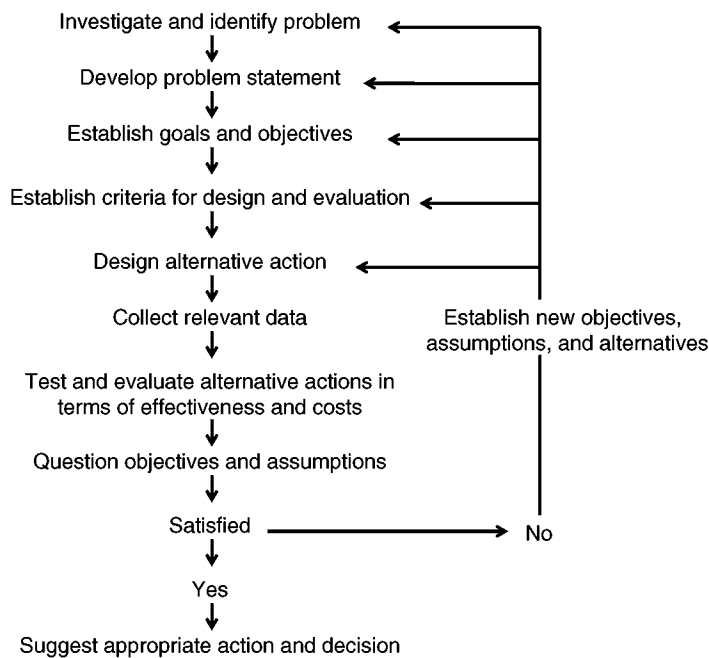 Investigate and identify problem
Develop problem statement
Establish goals and objectives
Establish criteria for design and evaluation
Design alternative action
Collect relevant data
Establish new objectives,
assumptions, and alternatives
Test and evaluate alternative actions in
terms of effectiveness and costs
Question objectives and assumptions
Satisfied
No
Yes
Suggest appropriate action and decision